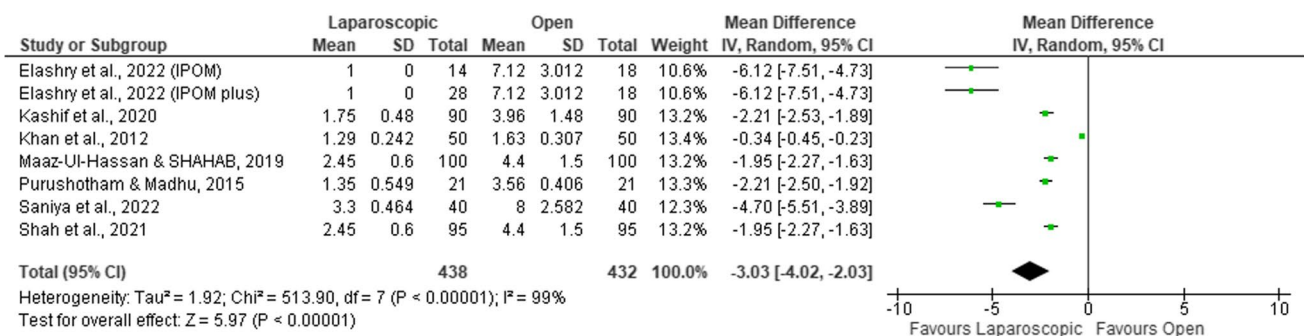 Laparoscopic Open Mean Difference Mean Difference
Study or Subgroup Mean SD Total Mean SD Total Weight IV, Random, 95% CI IV, Random, 95% CI
Elashry et al., 2022 (IPOM) 1 0 14 7.12 3.012 18 10.6% -6.12 [-7.51, -4.73]
Elashry et al., 2022 (IPOM plus) 1 0 28 7.12 3.012 18 10.6% -6.12 [-7.51, -4.73]
Kashif et al., 2020 1.75 0.48 90 3.96 1.48 90 13.2% -2.21 [-2.53, -1.89]
Khan et al., 2012 1.29 0.242 50 1.63 0.307 50 13.4% -0.34 [-0.45, -0.23]
Maaz-Ul-Hassan & SHAHAB, 2019 2.45 0.6 100 4.4 1.5 100 13.2% -1.95 [-2.27, -1.63]
Purushotham & Madhu, 2015 1.35 0.549 21 3.56 0.406 21 13.3% -2.21 [-2.50, -1.92]
Saniya et al., 2022 3.3 0.464 40 8 2.582 40 12.3% -4.70 [-5.51, -3.89]
Shah et al., 2021 2.45 0.6 95 4.4 1.5 95 13.2% -1.95 [-2.27, -1.63]
Total (95% CI) 438 432 100.0% -3.03 [-4.02, -2.03]
Heterogeneity: Tau² = 1.92; Chi² = 513.90, df = 7 (P < 0.00001); I² = 99%
Test for overall effect: Z = 5.97 (P < 0.00001)
-10 -5 0 5 10
Favours Laparoscopic Favours Open